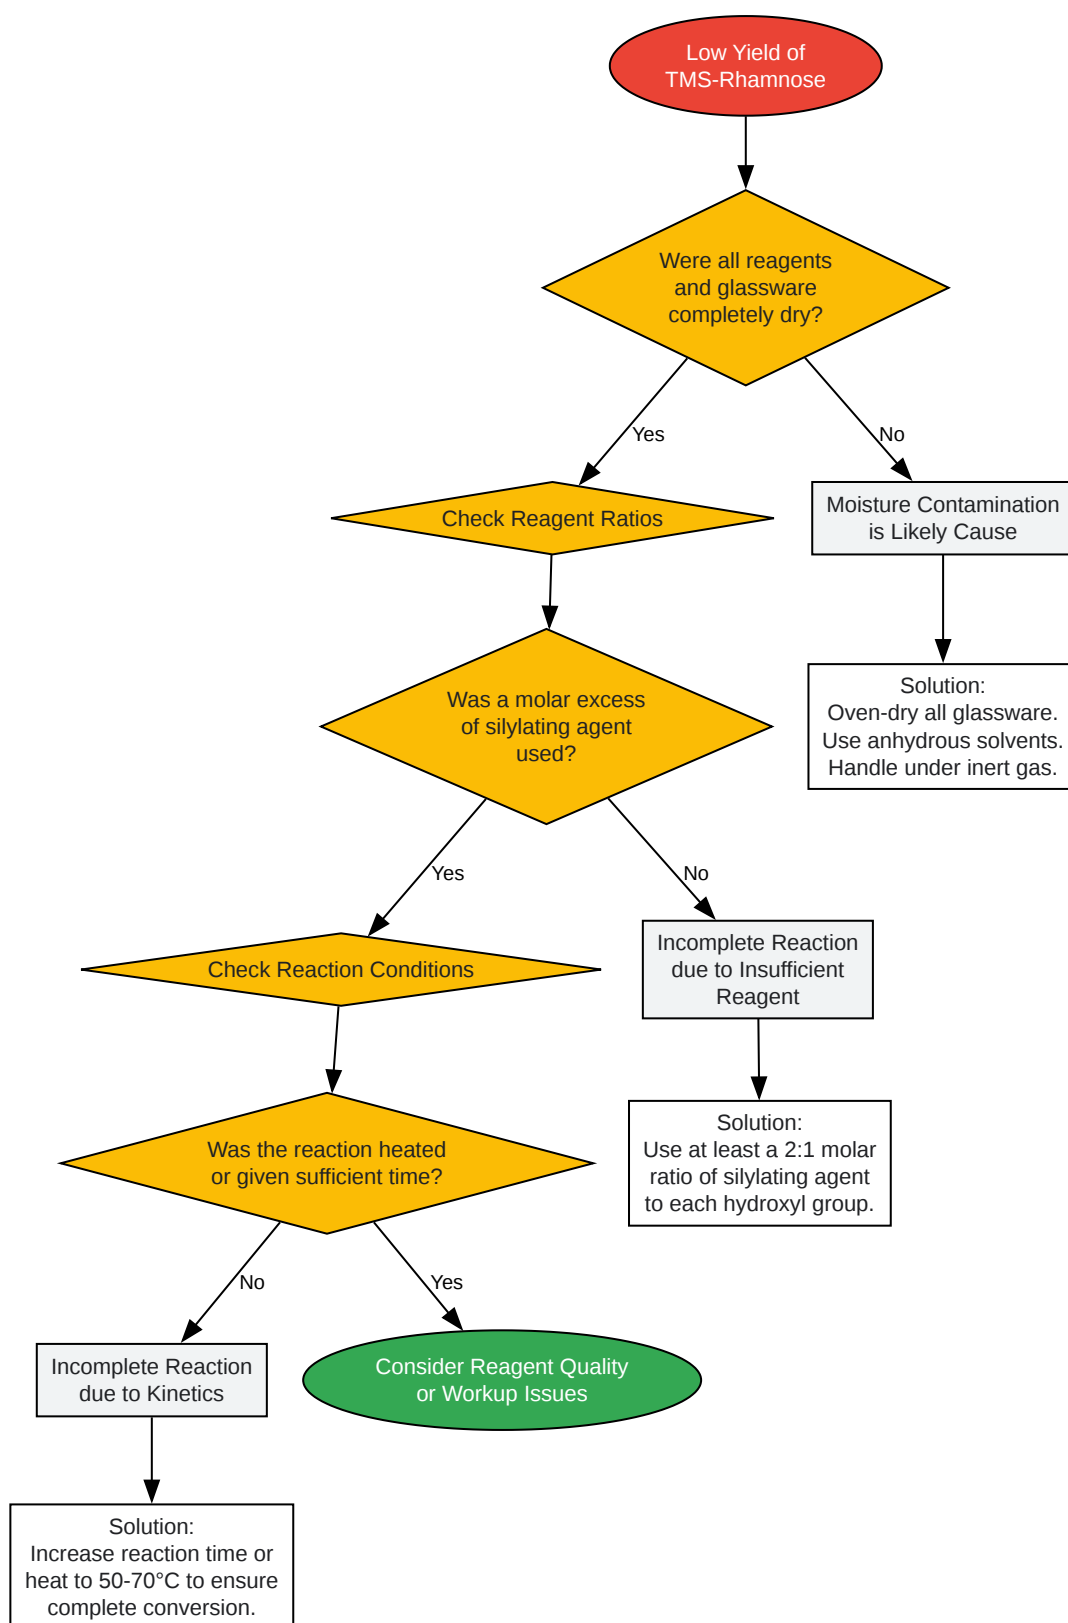 Low Yield of
TMS-Rhamnose
Were all reagents
and glassware
completely dry?
Yes
No
Check Reagent Ratios
Moisture Contamination
is Likely Cause
Was a molar excess
of silylating agent
used?
Solution:
Oven-dry all glassware.
Use anhydrous solvents.
Handle under inert gas.
Yes
No
Check Reaction Conditions
Incomplete Reaction
due to Insufficient
Reagent
Was the reaction heated
or given sufficient time?
Solution:
Use at least a 2:1 molar
ratio of silylating agent
to each hydroxyl group.
No
Yes
Incomplete Reaction
due to Kinetics
Consider Reagent Quality
or Workup Issues
Solution:
Increase reaction time or
heat to 50-70°C to ensure
complete conversion.